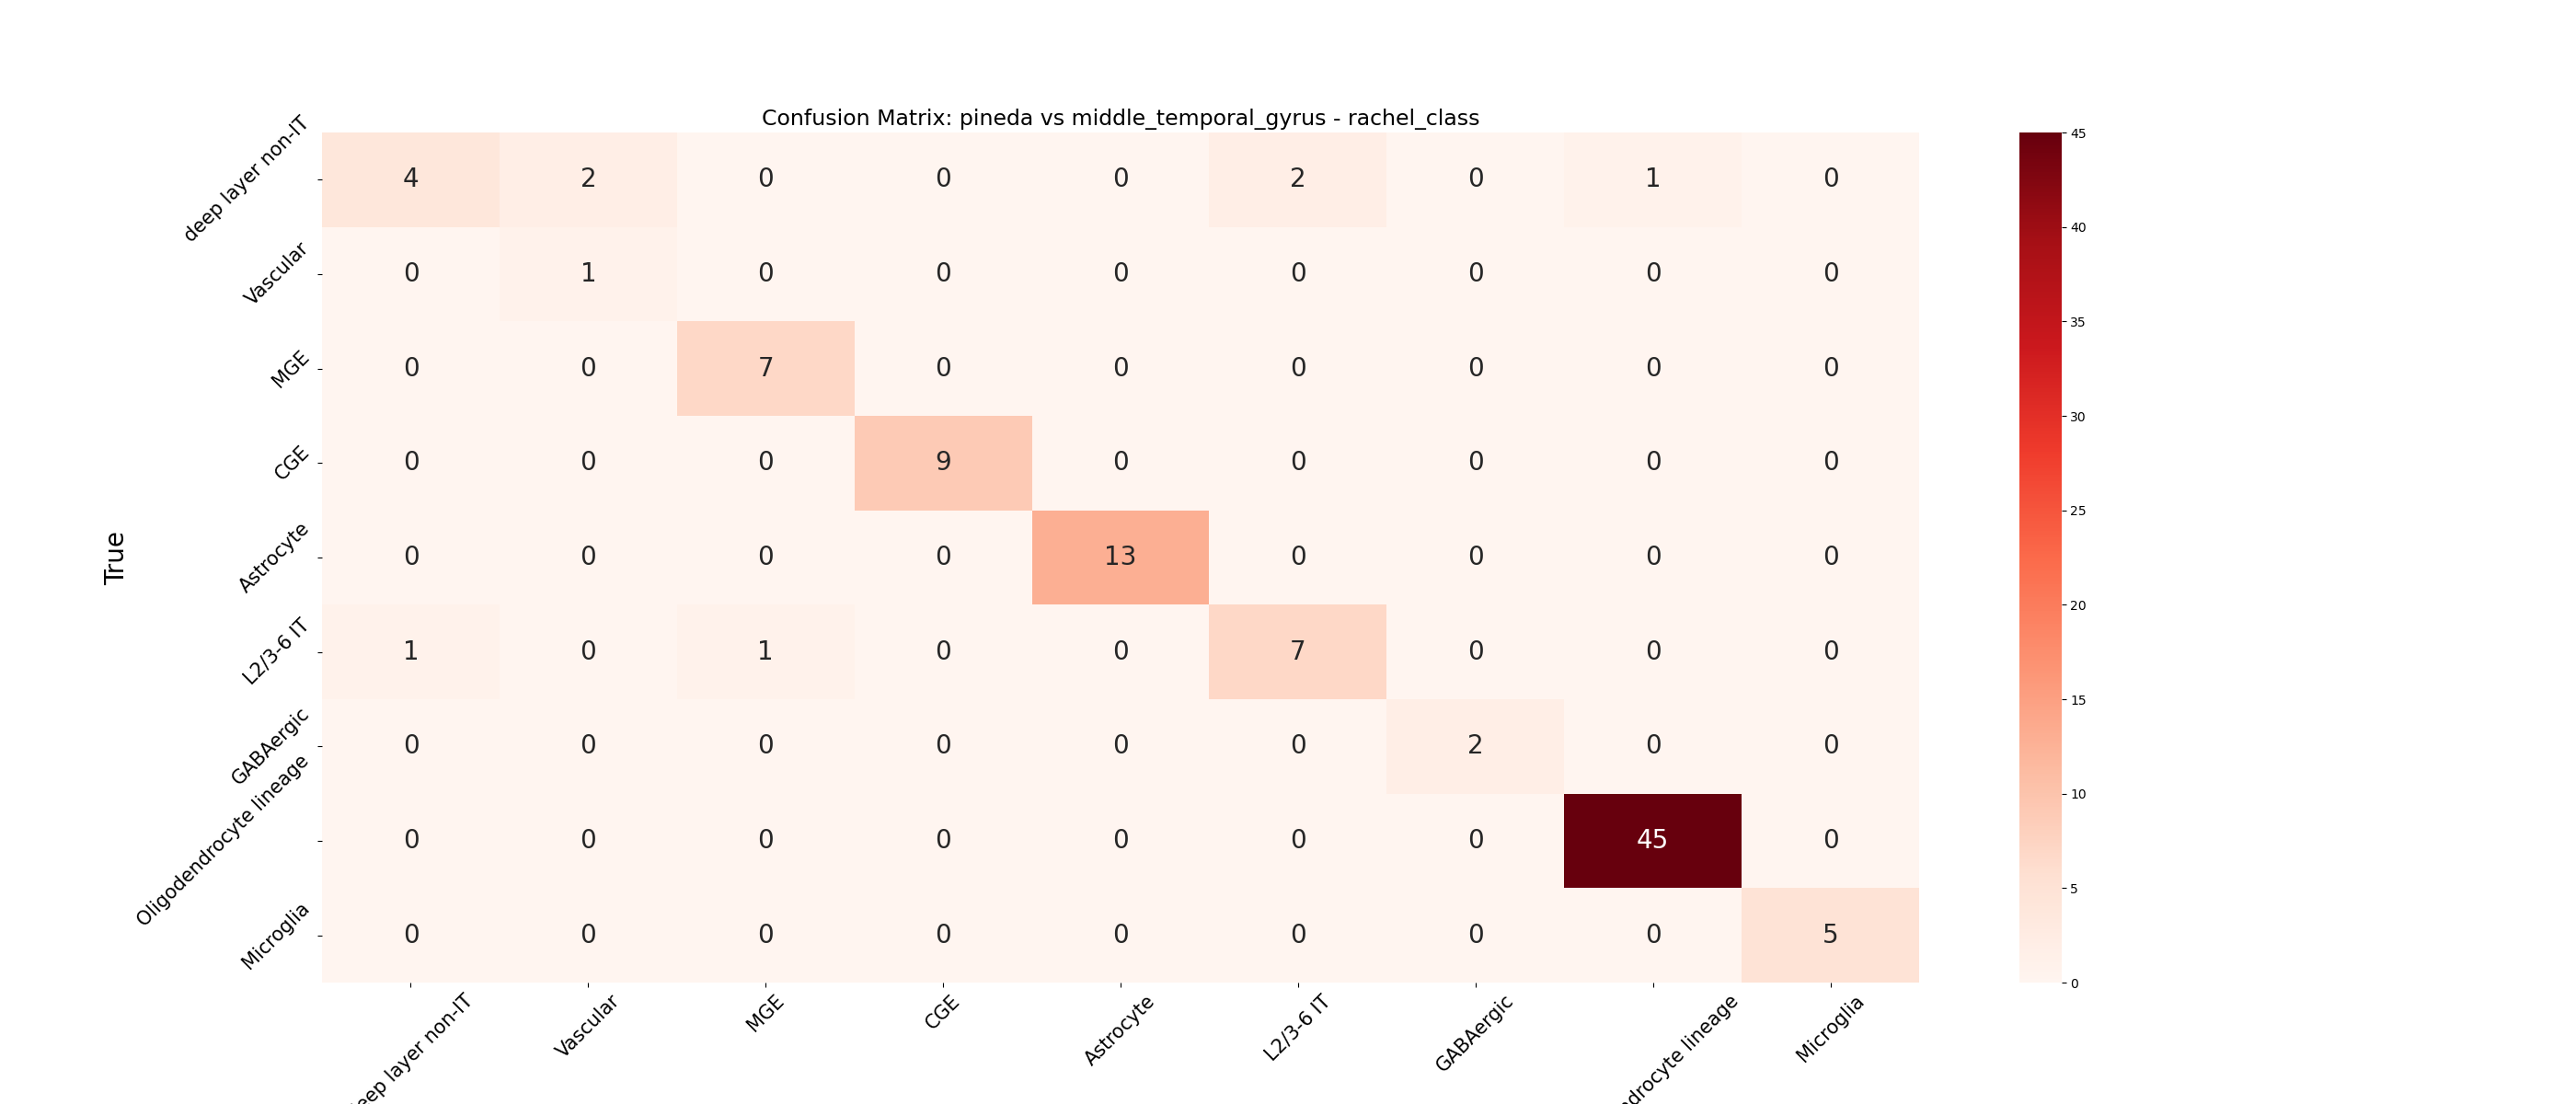 Confusion Matrix: pineda vs middle_temporal_gyrus - rachel_class
True
deep layer non-IT 4 2 0 0 0 2 0 1 0
Vascular 0 1 0 0 0 0 0 0 0
MGE 0 0 7 0 0 0 0 0 0
CGE 0 0 0 9 0 0 0 0 0
Astrocyte 0 0 0 0 13 0 0 0 0
L2/3-6 IT 1 0 1 0 0 7 0 0 0
GABAergic 0 0 0 0 0 0 2 0 0
Oligodendrocyte lineage 0 0 0 0 0 0 0 45 0
Microglia 0 0 0 0 0 0 0 0 5
eep layer non-IT
Vascular
MGE
CGE
Astrocyte
L2/3-6 IT
GABAergic
ndrocyte lineage
Microglia
45
40
35
30
25
20
15
10
5
0